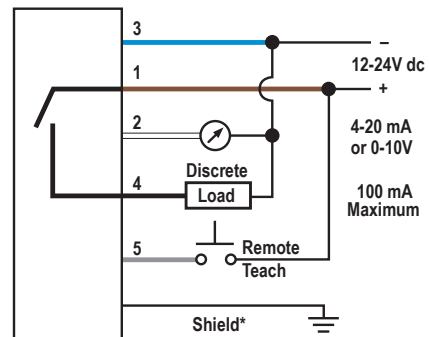 3
–
12-24V dc
1
+
2
4-20 mA
or 0-10V
Discrete
4
Load
100 mA
Maximum
5
Remote
Teach
Shield*